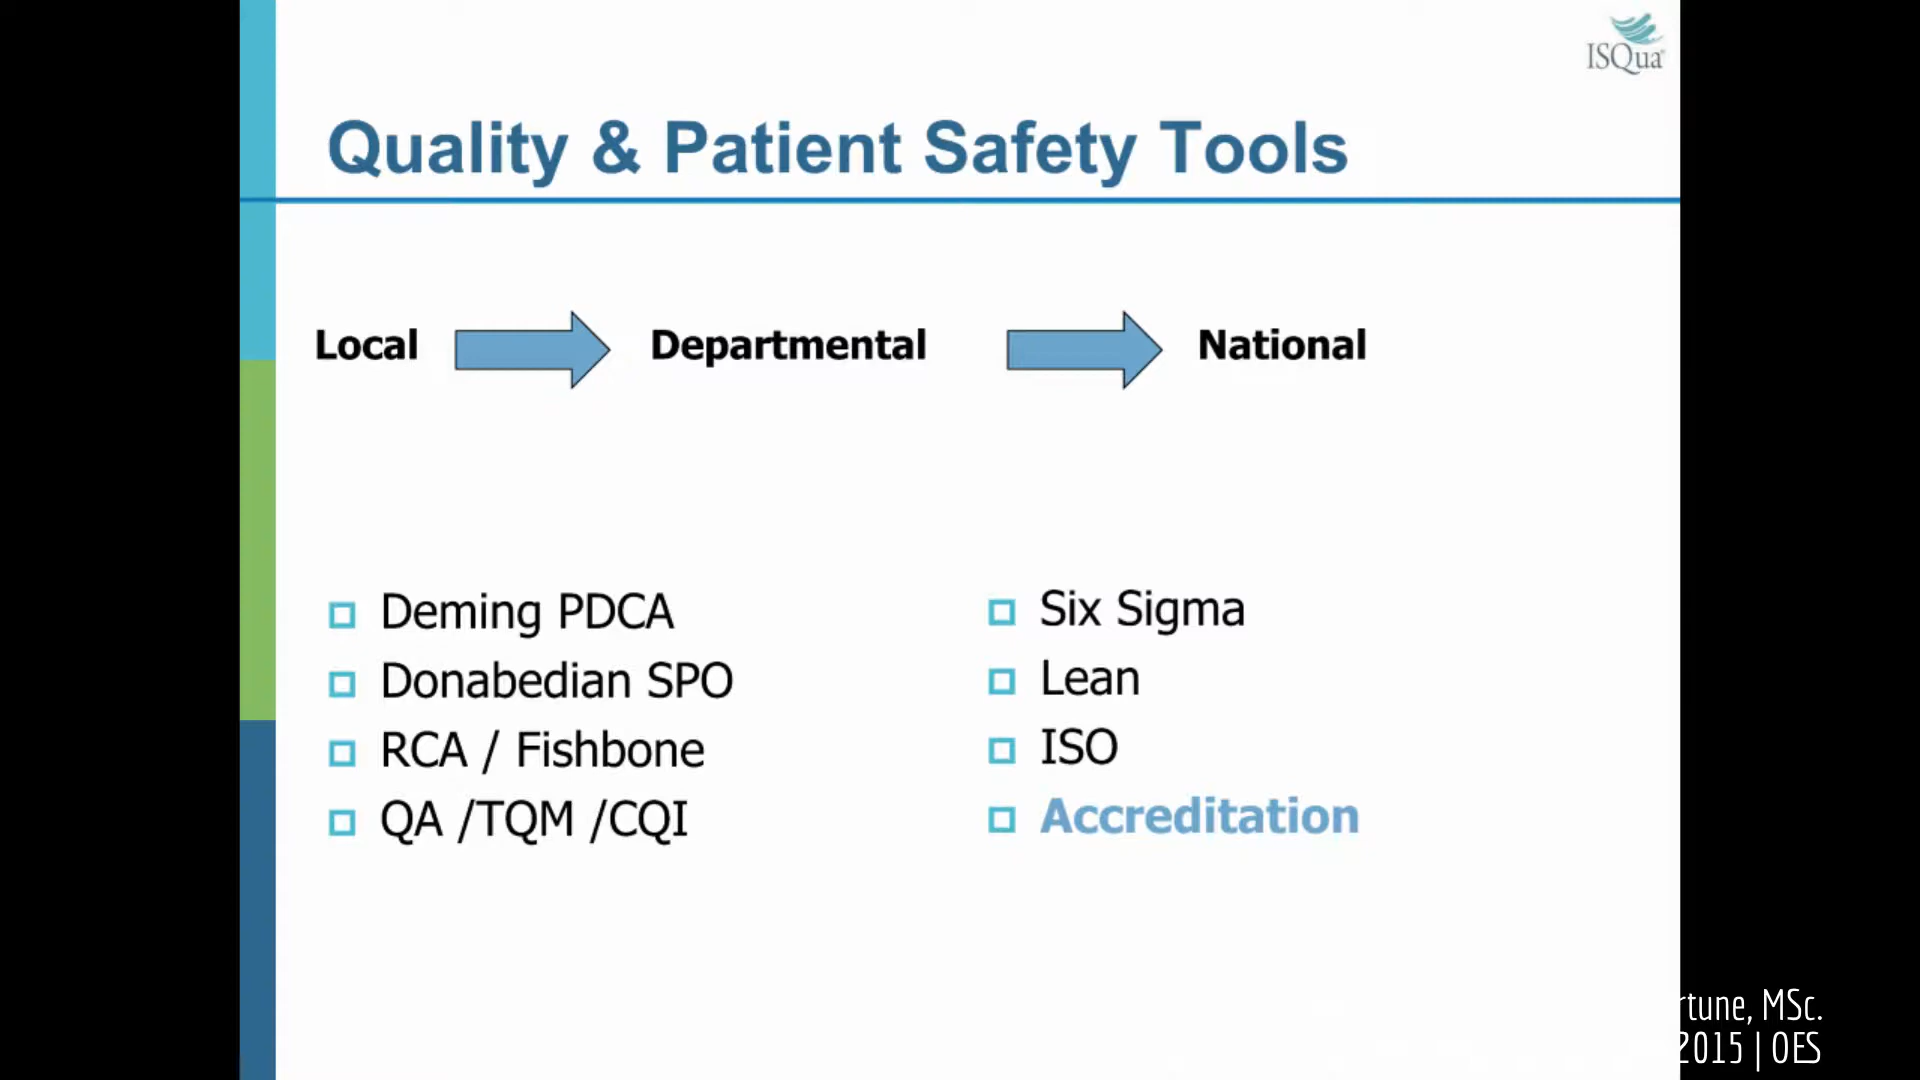 ISQua
Quality & Patient Safety Tools
Local
Departmental
National
Deming PDCA
Donabedian SPO
RCA / Fishbone
QA /TQM /CQI
Six Sigma
Lean
ISO
Accreditation
MSc.
2015 | OES